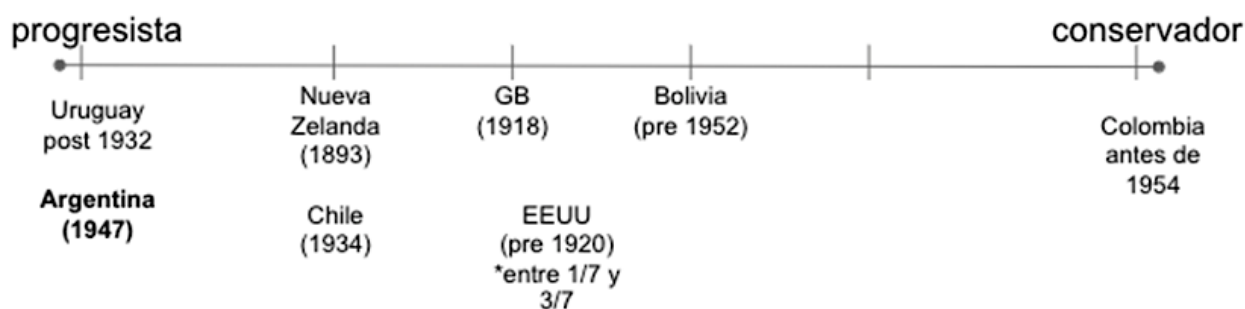 progresista
conservador
Uruguay
post 1932
Nueva
Zelanda
(1893)
GB
(1918)
Bolivia
(pre 1952)
Colombia
antes de
1954
Argentina
(1947)
Chile
(1934)
EEUU
(pre 1920)
*entre 1/7 y
3/7